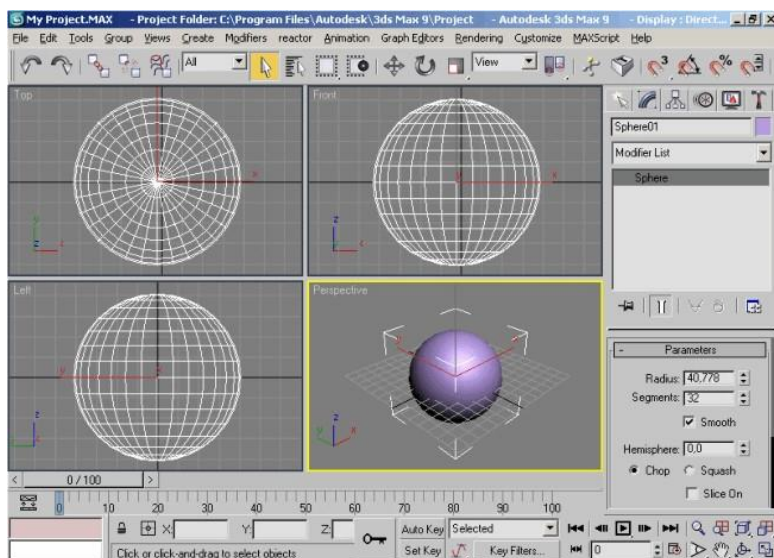 My Project.MAX - Project Folder: C:\Program Files\Autodesk\3ds Max 9\Project - Autodesk 3ds Max 9 - Display : Direct...
File Edit Tools Group Views Create Modifiers reactor Animation Graph Editors Rendering Customize MAXScript Help
All
View
Top
Front
Sphere01
Modifier List
Sphere
x
y
x
y
z
x
z
x
Left
Perspective
y
x
z
z
y
x
Parameters
Radius: 40,778
Segments: 32
Smooth
Hemisphere: 0,0
Chop Squash
Slice On
0 / 100
0 10 20 30 40 50 60 70 80 90 100
X: Y: Z: Auto Key Selected
Click or click-and-drag to select objects Set Key Key Filters... 0